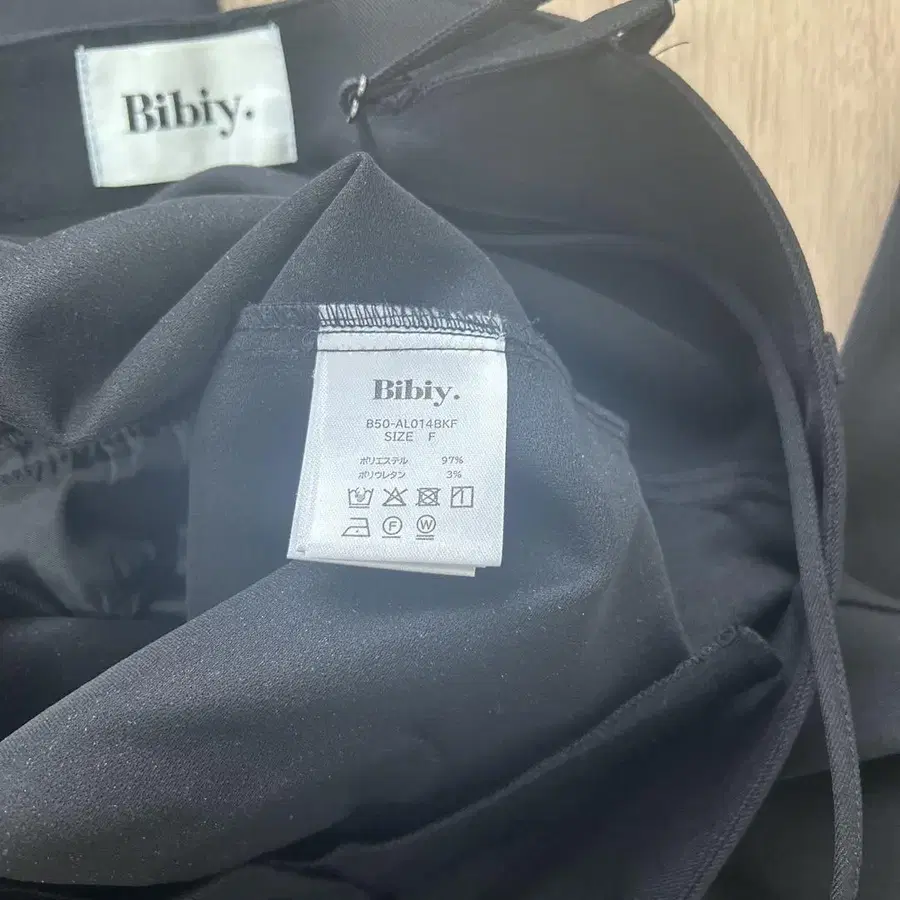 Bibiy.
Bibiy.
B50-AL014BKF
SIZE F
ポリエステル 97%
ポリウレタン 3%
F W